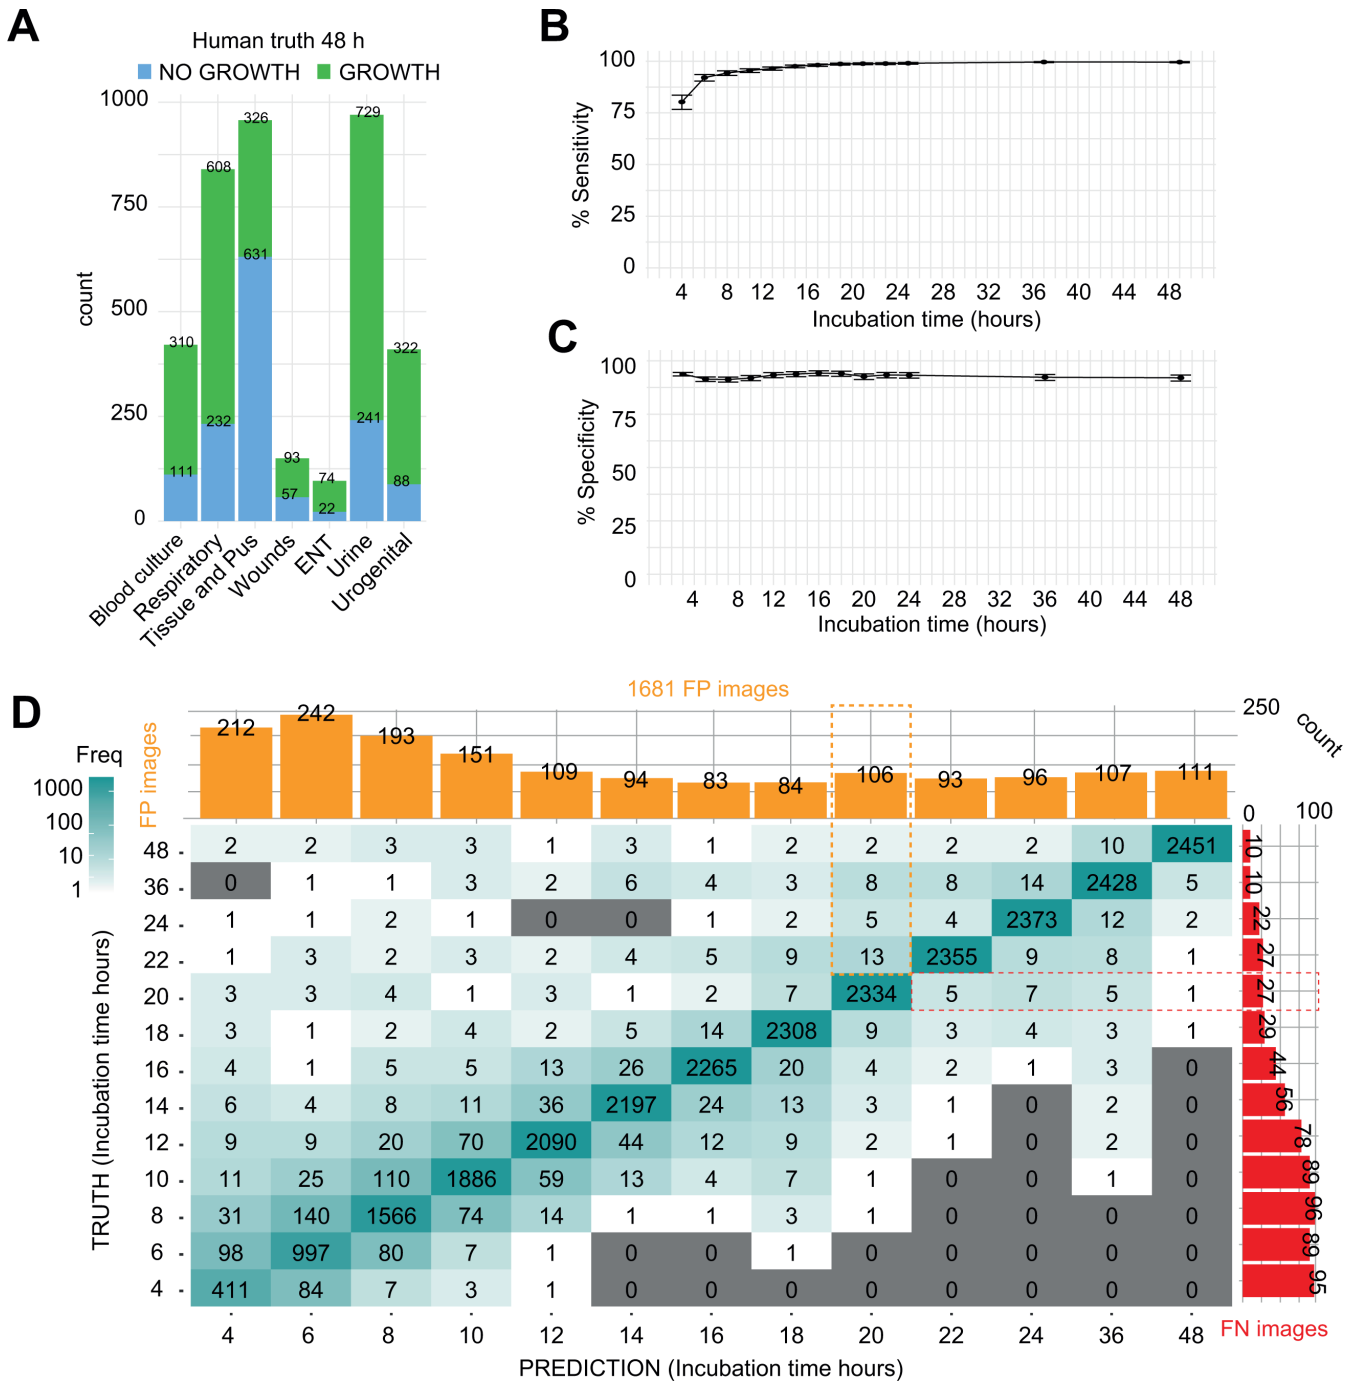 A
Human truth 48 h
NO GROWTH GROWTH
1000
750
500
250
0
count
326
729
608
631
310
232
241
322
111
93
57
74
22
88
Blood culture
Respiratory
Tissue and Pus
Wounds
ENT
Urine
Urogenital
B
100
75
50
25
0
% Sensitivity
4 8 12 16 20 24 28 32 36 40 44 48
Incubation time (hours)
C
100
75
50
25
0
% Specificity
4 8 12 16 20 24 28 32 36 40 44 48
Incubation time (hours)
D
1681 FP images
FP images
212 242 193 151 109 94 83 84 106 93 96 107 111
250
count
0 100
Freq
1000
100
10
1
TRUTH (Incubation time hours)
48 2 2 3 3 1 3 1 2 2 2 2 10 2451 10
36 0 1 1 3 2 6 4 3 8 8 14 2428 5 10
24 1 1 2 1 0 0 1 2 5 4 2373 12 2 22
22 1 3 2 3 2 4 5 9 13 2355 9 8 1 27
20 3 3 4 1 3 1 2 7 2334 5 7 5 1 27
18 3 1 2 4 2 5 14 2308 9 3 4 3 1 29
16 4 1 5 5 13 26 2265 20 4 2 1 3 0 44
14 6 4 8 11 36 2197 24 13 3 1 0 2 0 56
12 9 9 20 70 2090 44 12 9 2 1 0 2 0 78
10 11 25 110 1886 59 13 4 7 1 0 0 1 0 89
8 31 140 1566 74 14 1 1 3 1 0 0 0 0 96
6 98 997 80 7 1 0 0 1 0 0 0 0 0 89
4 411 84 7 3 1 0 0 0 0 0 0 0 0 95
4 6 8 10 12 14 16 18 20 22 24 36 48
FN images
PREDICTION (Incubation time hours)